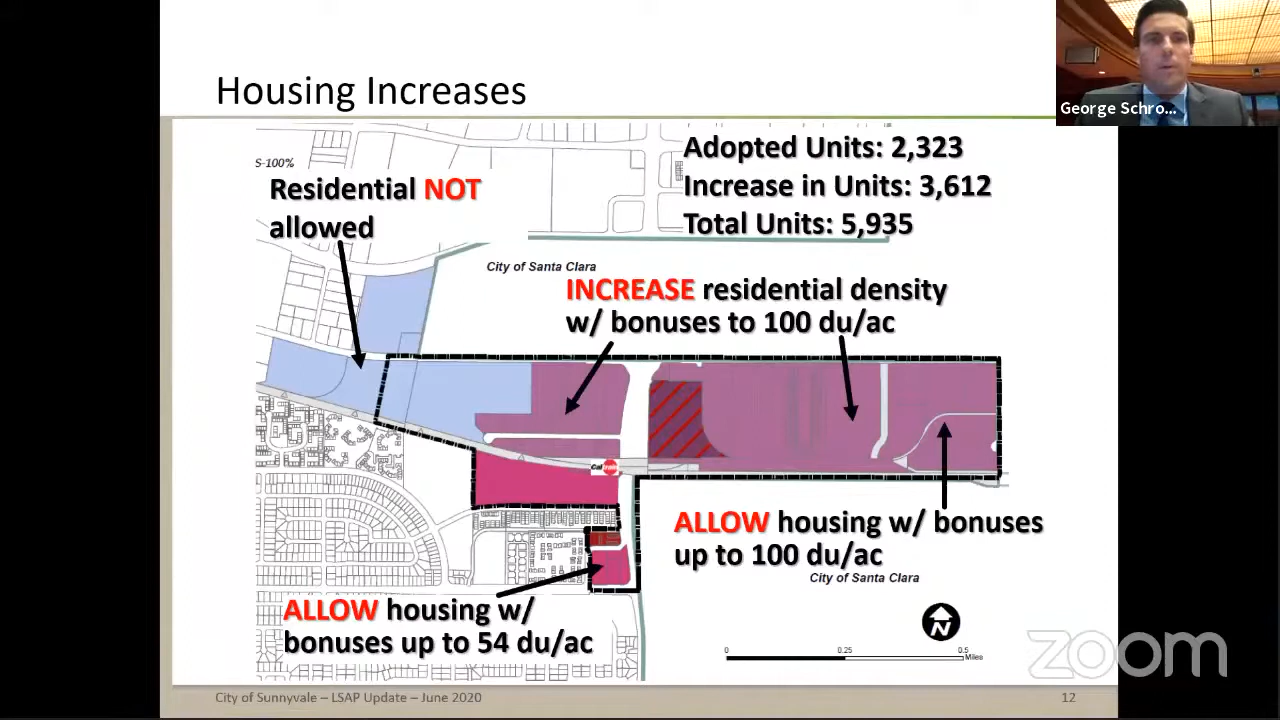 Housing Increases
George Schro...
S-100%
Adopted Units: 2,323
Increase in Units: 3,612
Total Units: 5,935
Residential NOT
allowed
City of Santa Clara
INCREASE residential density
w/ bonuses to 100 du/ac
Caltrain
ALLOW housing w/ bonuses
up to 100 du/ac
City of Santa Clara
ALLOW housing w/
bonuses up to 54 du/ac
N
0 0.25 0.5
Miles
zoom
City of Sunnyvale – LSAP Update – June 2020 12